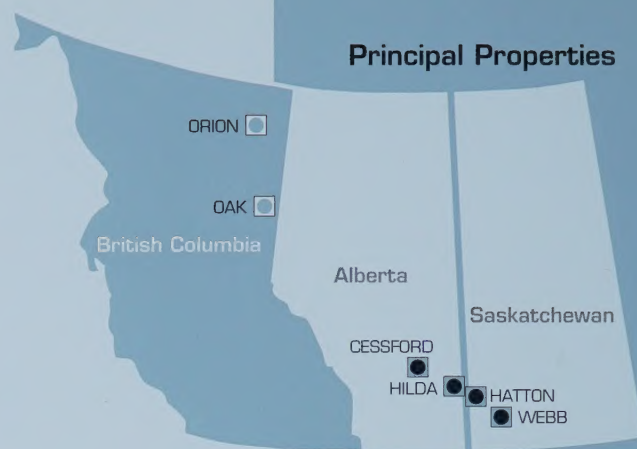 Principal Properties
ORION
OAK
British Columbia
Alberta
Saskatchewan
CESSFORD
HILDA
HATTON
WEBB